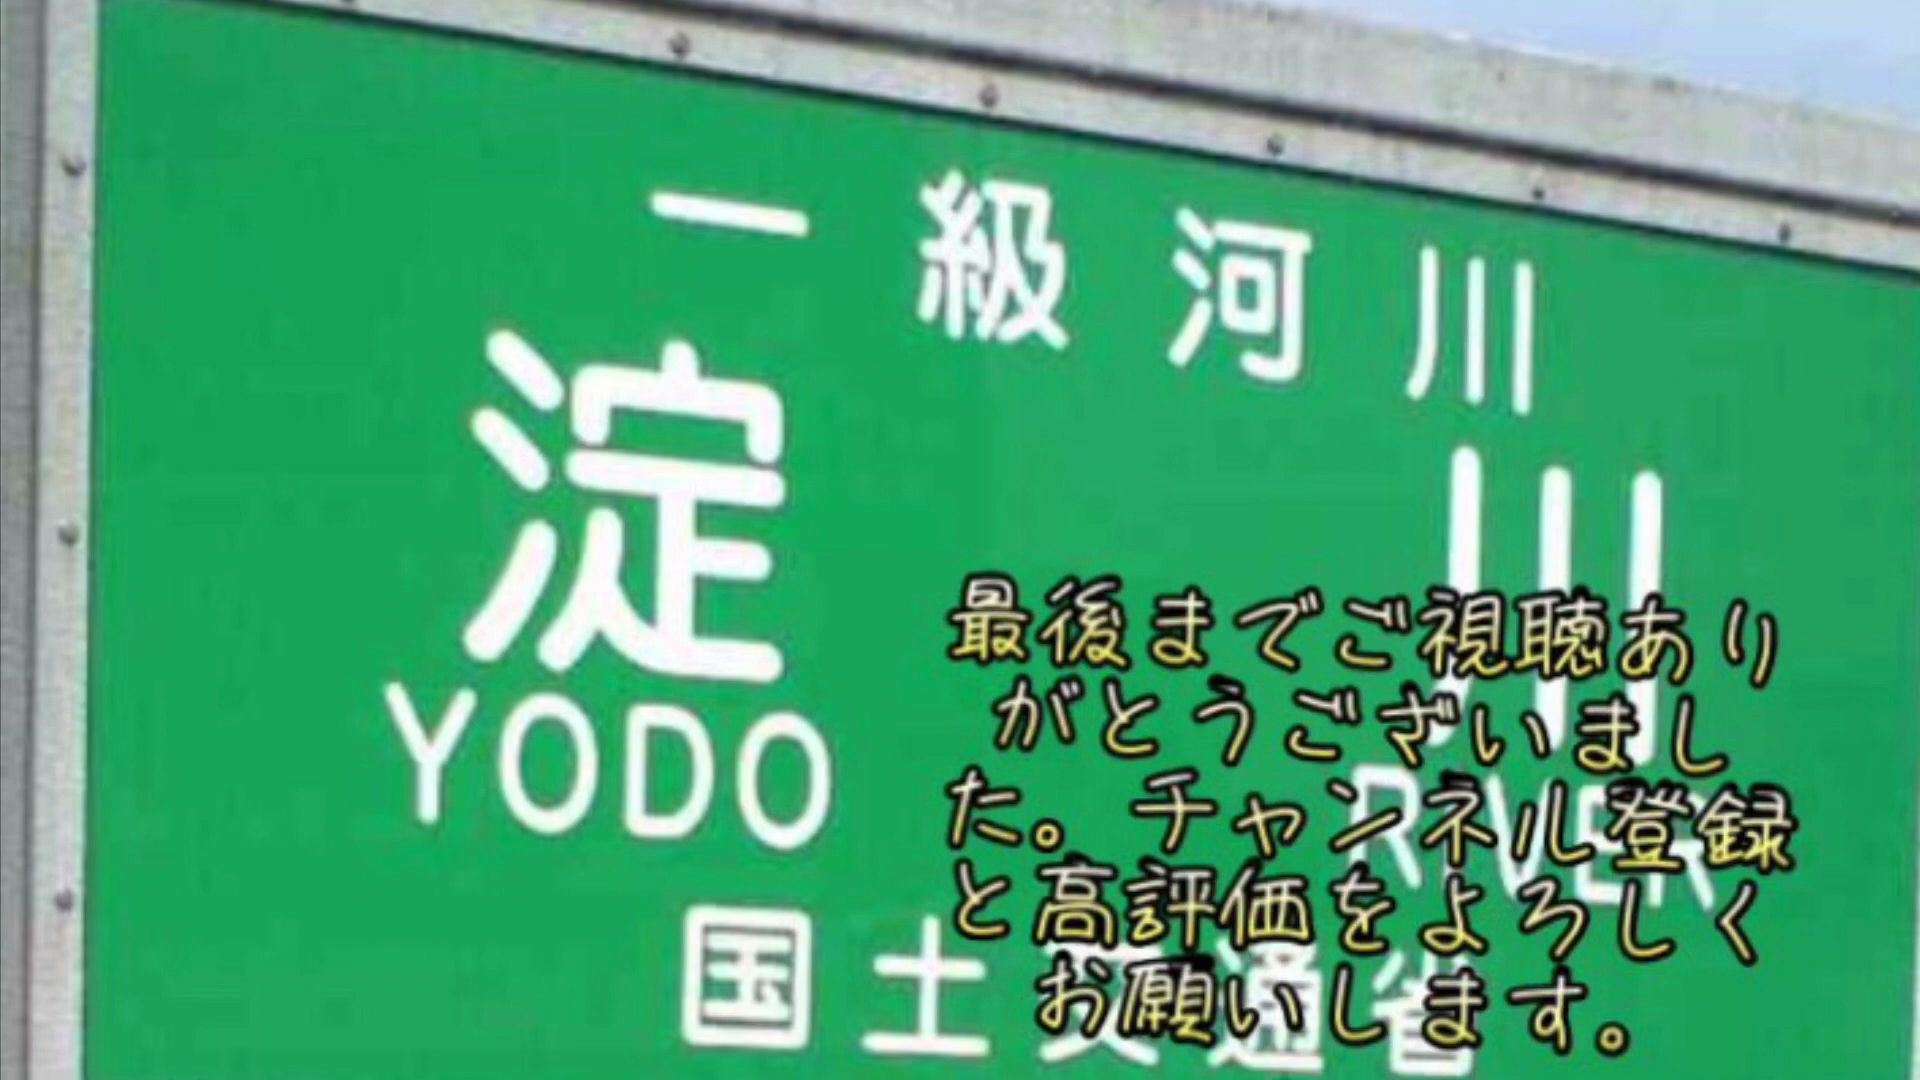 一級河川
淀川
YODO RIVER
国土交通省
最後までご視聴あり
がとうございまし
た。チャンネル登録
と高評価をよろしく
お願いします。